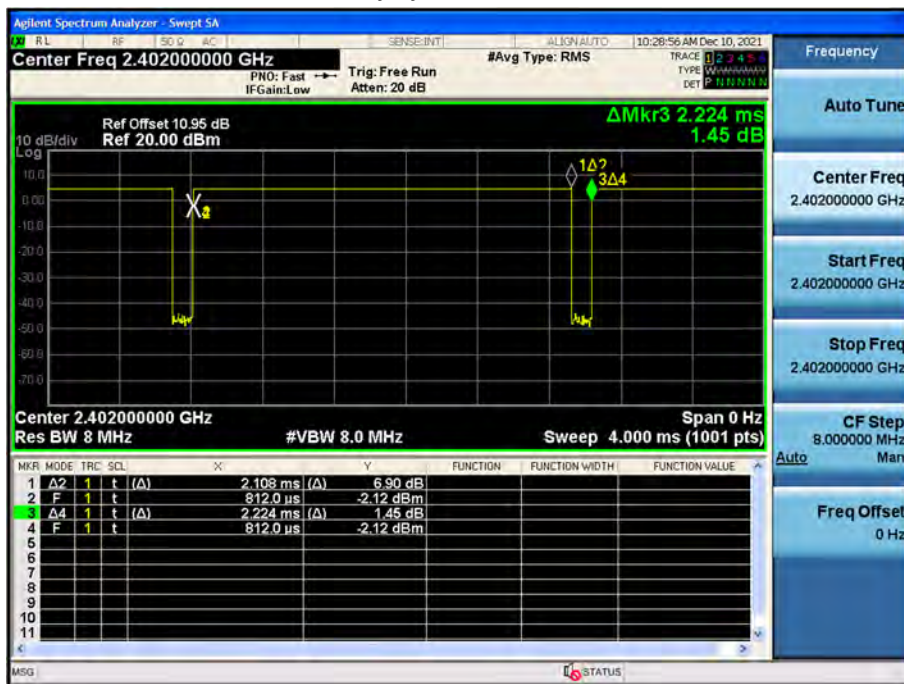 Agilent Spectrum Analyzer - Swept SA
RL RF 50 Ω AC SENSE:INT ALIGN AUTO 10:28:56 AM Dec 10, 2021
Center Freq 2.402000000 GHz #Avg Type: RMS TRACE 1 2 3 4 5 6
PNO: Fast Trig: Free Run TYPE
IFGain:Low Atten: 20 dB DET P N N N N N
ΔMkr3 2.224 ms
1.45 dB
Ref Offset 10.95 dB
10 dB/div Ref 20.00 dBm
Log
10.0
0.00
-10.0
-20.0
-30.0
-40.0
-50.0
-60.0
-70.0
1Δ2
3Δ4
Center 2.402000000 GHz Span 0 Hz
Res BW 8 MHz #VBW 8.0 MHz Sweep 4.000 ms (1001 pts)
MKR MODE TRC SCL X Y FUNCTION FUNCTION WIDTH FUNCTION VALUE
1 Δ2 1 t (Δ) 2.108 ms (Δ) 6.90 dB
2 F 1 t 812.0 µs -2.12 dBm
3 Δ4 1 t (Δ) 2.224 ms (Δ) 1.45 dB
4 F 1 t 812.0 µs -2.12 dBm
5
6
7
8
9
10
11
MSG STATUS
Frequency
Auto Tune
Center Freq
2.402000000 GHz
Start Freq
2.402000000 GHz
Stop Freq
2.402000000 GHz
CF Step
8.000000 MHz
Auto Man
Freq Offset
0 Hz